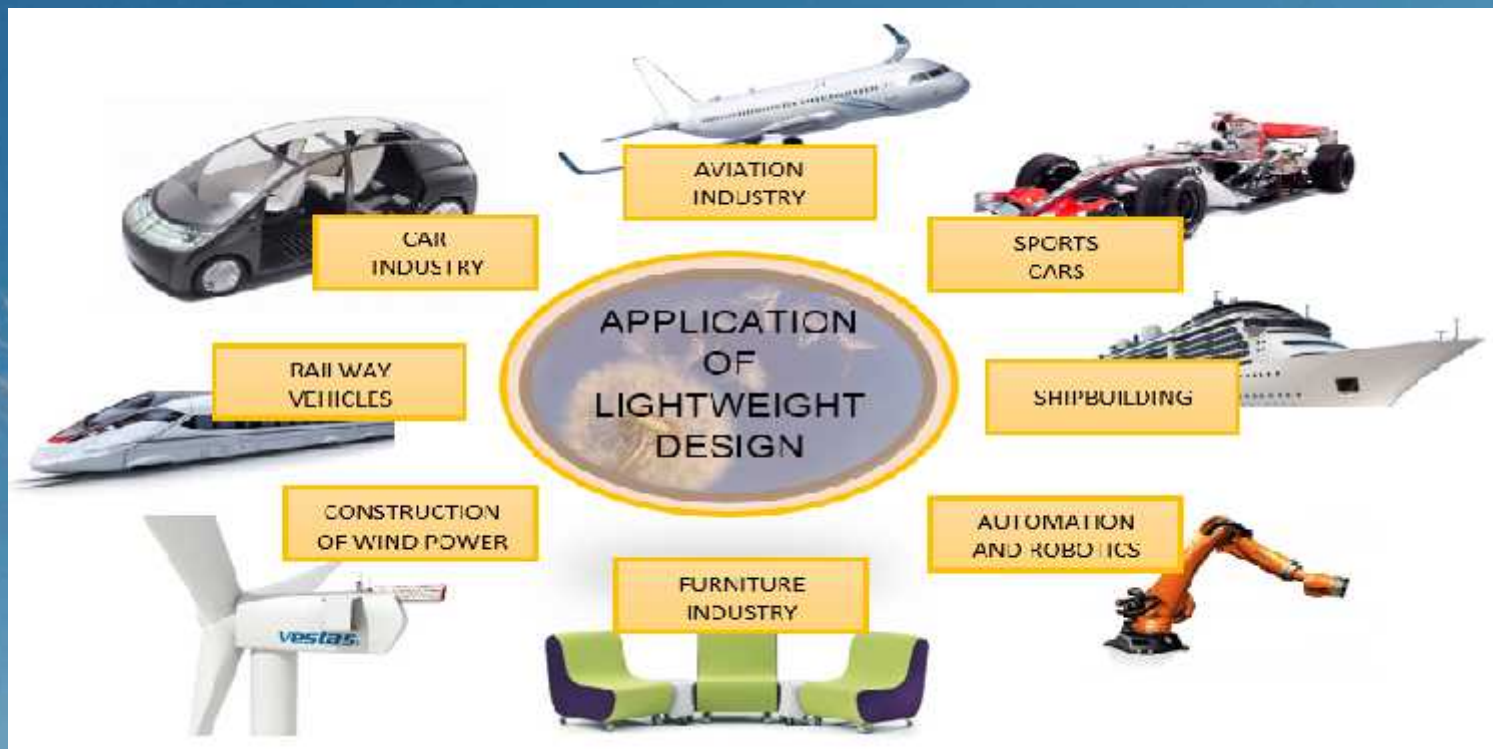 AVIATION
INDUSTRY
CAR
INDUSTRY
SPORTS
CARS
APPLICATION
OF
LIGHTWEIGHT
DESIGN
RAILWAY
VEHICLES
SHIPBUILDING
CONSTRUCTION
OF WIND POWER
AUTOMATION
AND ROBOTICS
FURNITURE
INDUSTRY
vestas